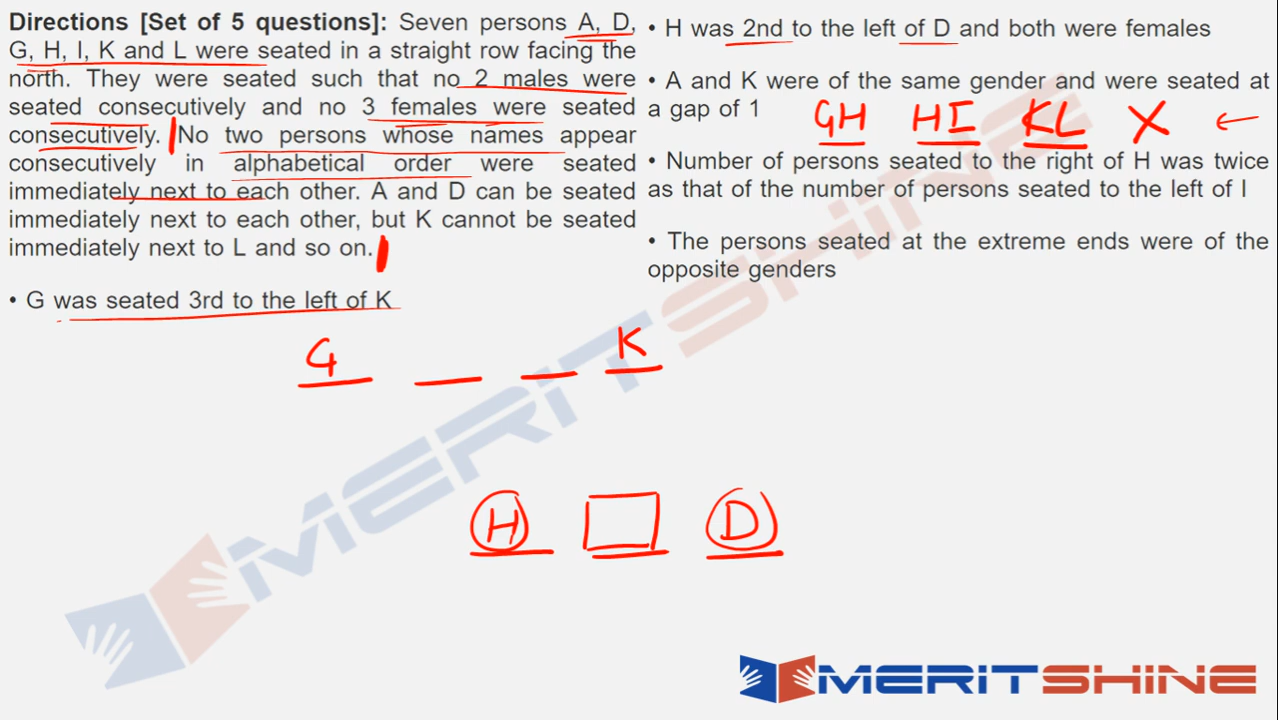 Directions [Set of 5 questions]: Seven persons A, D,
G, H, I, K and L were seated in a straight row facing the
north. They were seated such that no 2 males were
seated consecutively and no 3 females were seated
consecutively. No two persons whose names appear
consecutively in alphabetical order were seated
immediately next to each other. A and D can be seated
immediately next to each other, but K cannot be seated
immediately next to L and so on.
• G was seated 3rd to the left of K
• H was 2nd to the left of D and both were females
• A and K were of the same gender and were seated at
a gap of 1
GH HI KL X ←
• Number of persons seated to the right of H was twice
as that of the number of persons seated to the left of I
• The persons seated at the extreme ends were of the
opposite genders
G K
H D
MERITSHINE
MERITSHINE